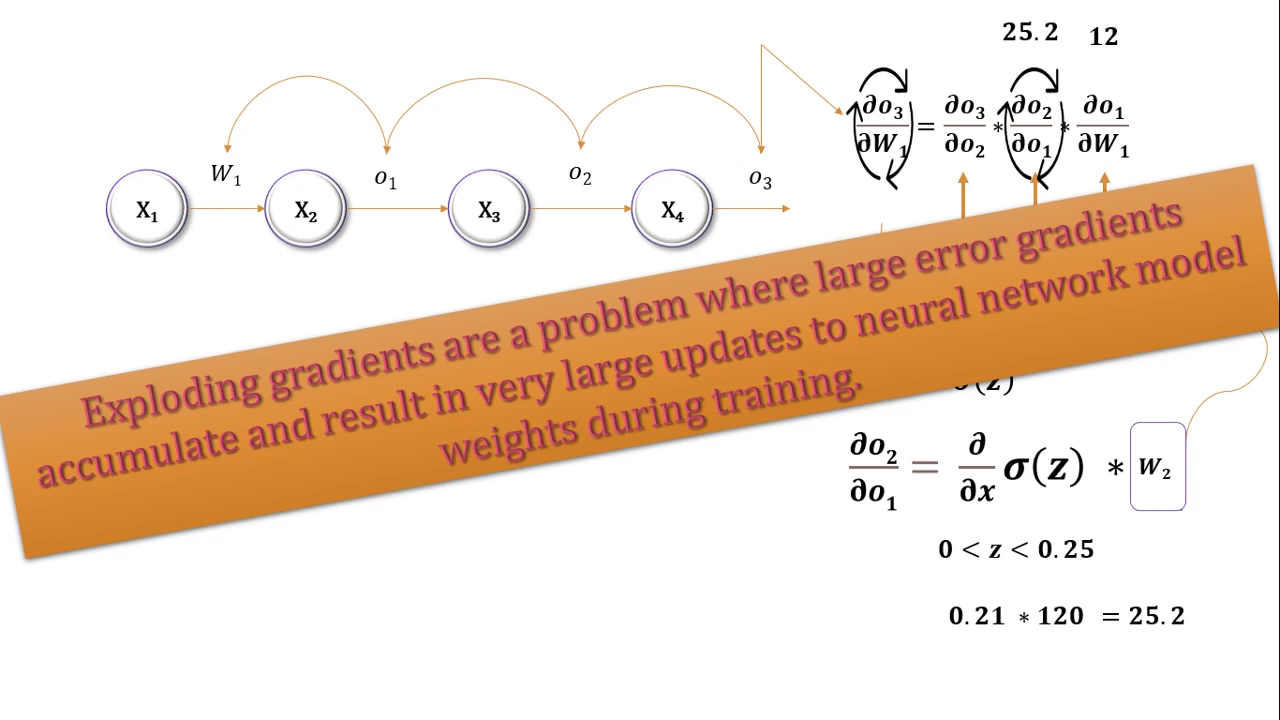 25.2 12
∂o₃/∂W₁ = ∂o₃/∂o₂ * ∂o₂/∂o₁ * ∂o₁/∂W₁
W₁ o₁ o₂ o₃
X₁ X₂ X₃ X₄
Exploding gradients are a problem where large error gradients
accumulate and result in very large updates to neural network model
weights during training.
(z)
∂o₂/∂o₁ = ∂/∂x σ(z) * W₂
0 < z < 0.25
0.21 * 120 = 25.2